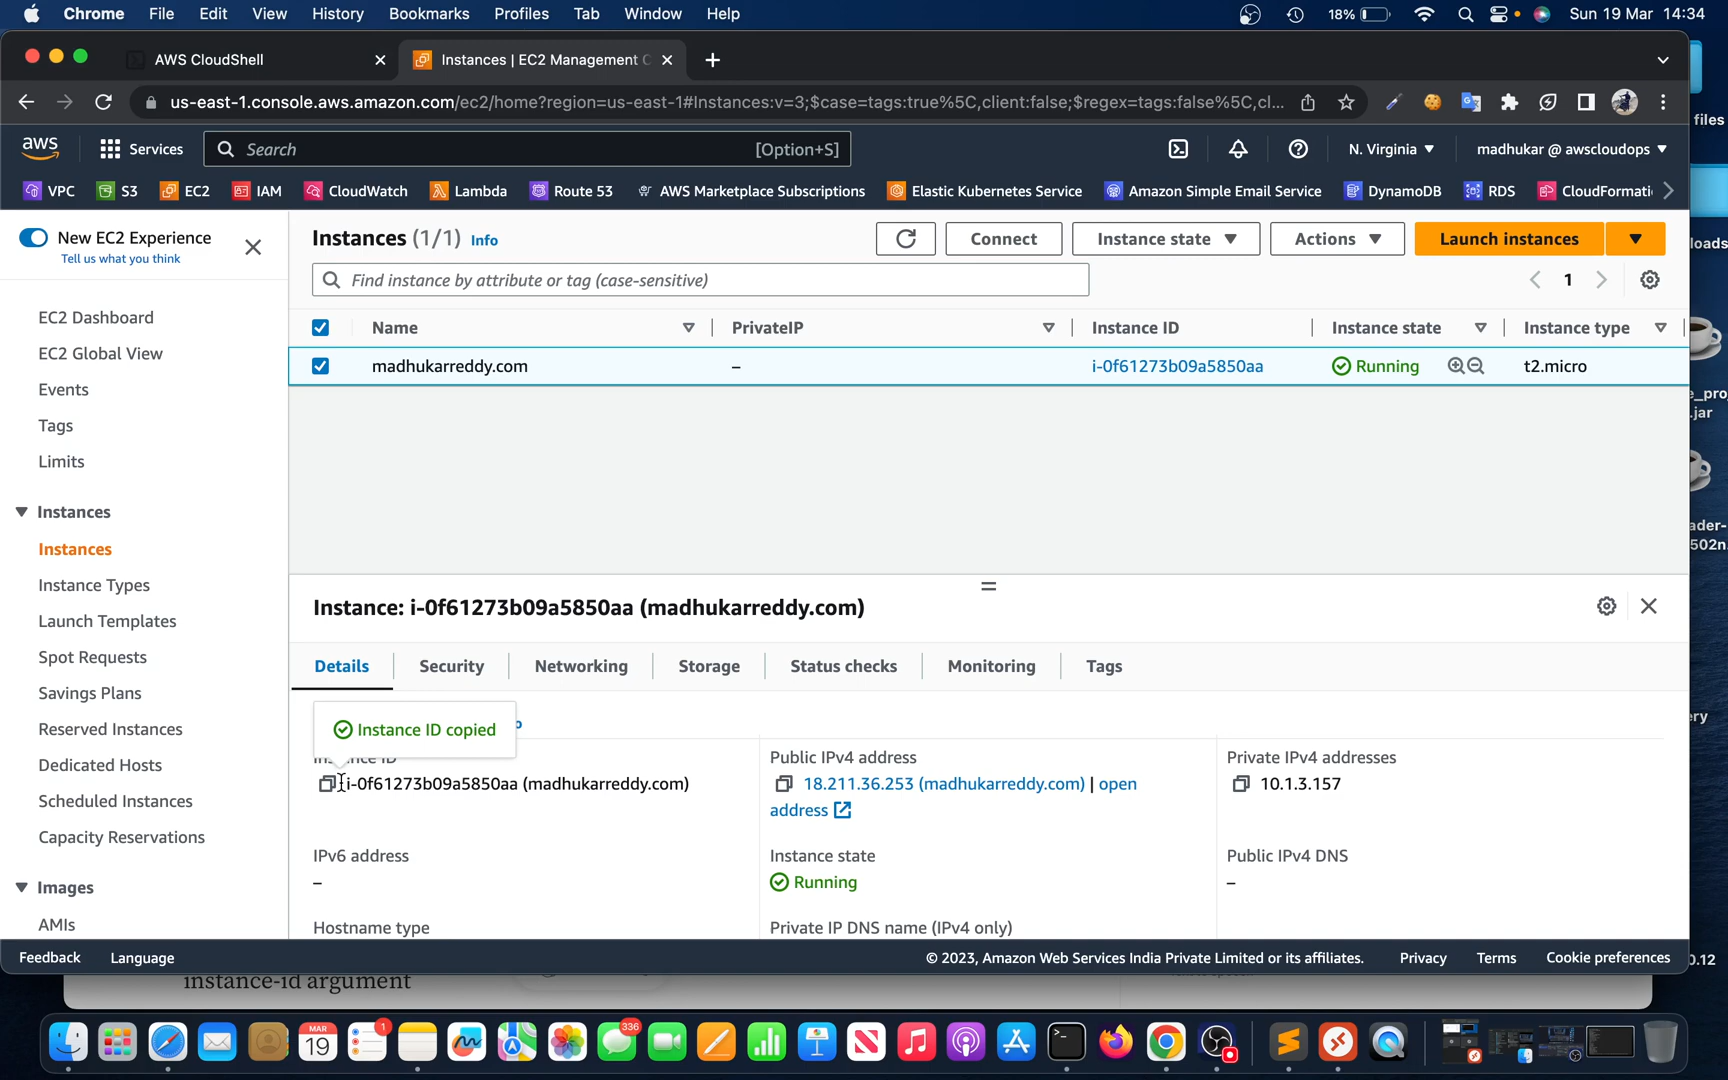 Chrome File Edit View History Bookmarks Profiles Tab Window Help 18% Sun 19 Mar 14:34
AWS CloudShell
Instances | EC2 Management C
us-east-1.console.aws.amazon.com/ec2/home?region=us-east-1#Instances:v=3;$case=tags:true%5C,client:false;$regex=tags:false%5C,cl...
files
aws Services Search [Option+S] N. Virginia madhukar @ awscloudops
VPC S3 EC2 IAM CloudWatch Lambda Route 53 AWS Marketplace Subscriptions Elastic Kubernetes Service Amazon Simple Email Service DynamoDB RDS CloudFormati
New EC2 Experience
Tell us what you think
Instances (1/1) Info
Connect Instance state Actions Launch instances
loads
Find instance by attribute or tag (case-sensitive)
1
Name PrivateIP Instance ID Instance state Instance type
madhukarreddy.com – i-0f61273b09a5850aa Running t2.micro
EC2 Dashboard
EC2 Global View
Events
Tags
Limits
Instances
Instances
Instance Types
Launch Templates
Spot Requests
Savings Plans
Reserved Instances
Dedicated Hosts
Scheduled Instances
Capacity Reservations
Images
AMIs
e_pro
.jar
ader-
502n
ry
0.12
Instance: i-0f61273b09a5850aa (madhukarreddy.com)
Details Security Networking Storage Status checks Monitoring Tags
Instance ID copied
i-0f61273b09a5850aa (madhukarreddy.com)
Public IPv4 address
18.211.36.253 (madhukarreddy.com) | open
address
Private IPv4 addresses
10.1.3.157
IPv6 address
–
Instance state
Running
Public IPv4 DNS
–
Hostname type
Private IP DNS name (IPv4 only)
Feedback Language © 2023, Amazon Web Services India Private Limited or its affiliates. Privacy Terms Cookie preferences
instance-id argument
MAR
19
1
336